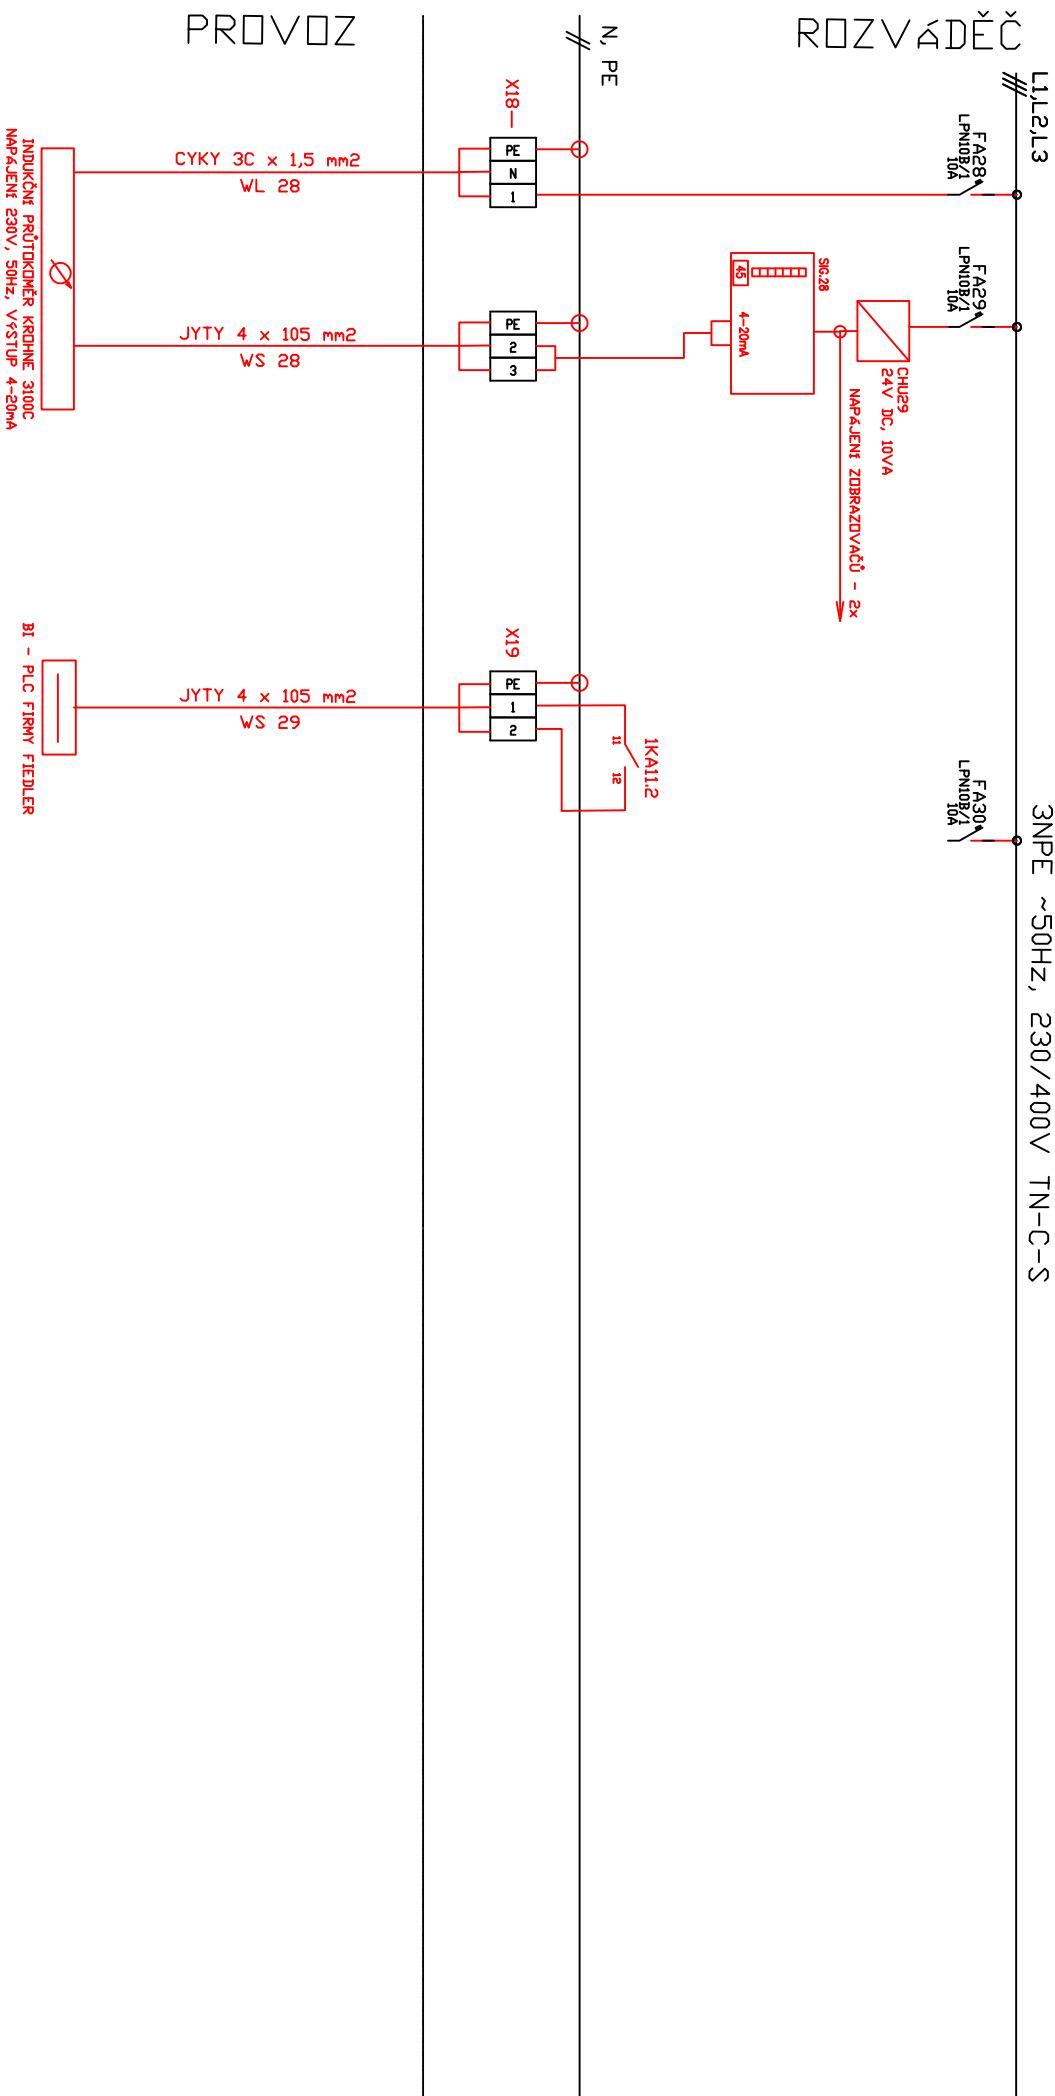 ROZVÁDĚČ
L1,L2,L3
3NPE ~50Hz, 230/400V TN-C-S
FA28
LPN10B/1
10A
FA29
LPN10B/1
10A
FA30
LPN10B/1
10A
CHU29
24V DC, 10VA
NAPÁJENÍ ZOBRAZOVAČŮ - 2x
SIG.28
45
4-20mA
N, PE
X18
PE
N
1
PE
2
3
X19
PE
1
2
1KA11.2
11
12
PROVOZ
CYKY 3C x 1,5 mm2
WL 28
JYTY 4 x 105 mm2
WS 28
JYTY 4 x 105 mm2
WS 29
INDUKČNÍ PRŮTOKOMĚR KROHNE 3100C
NAPÁJENÍ 230V, 50Hz, VÝSTUP 4-20mA
BI - PLC FIRMY FIEDLER